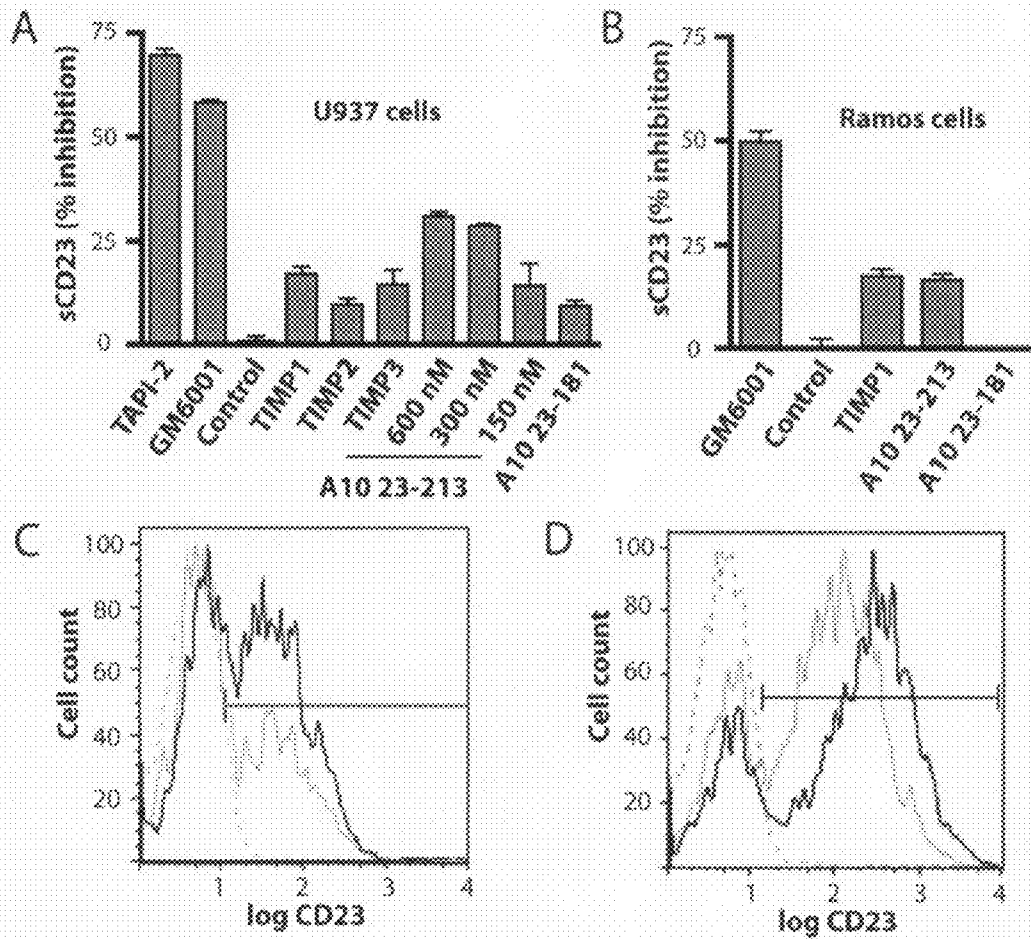 A
sCD23 (% inhibition)
75
50
25
0
U937 cells
TAPI-2
GM6001
Control
TIMP1
TIMP2
TIMP3
600 nM
300 nM
150 nM
A10 23-181
A10 23-213
B
sCD23 (% inhibition)
75
50
25
0
Ramos cells
GM6001
Control
TIMP1
A10 23-213
A10 23-181
C
Cell count
100
80
60
40
20
1
2
3
4
log CD23
D
Cell count
100
80
60
40
20
1
2
3
4
log CD23